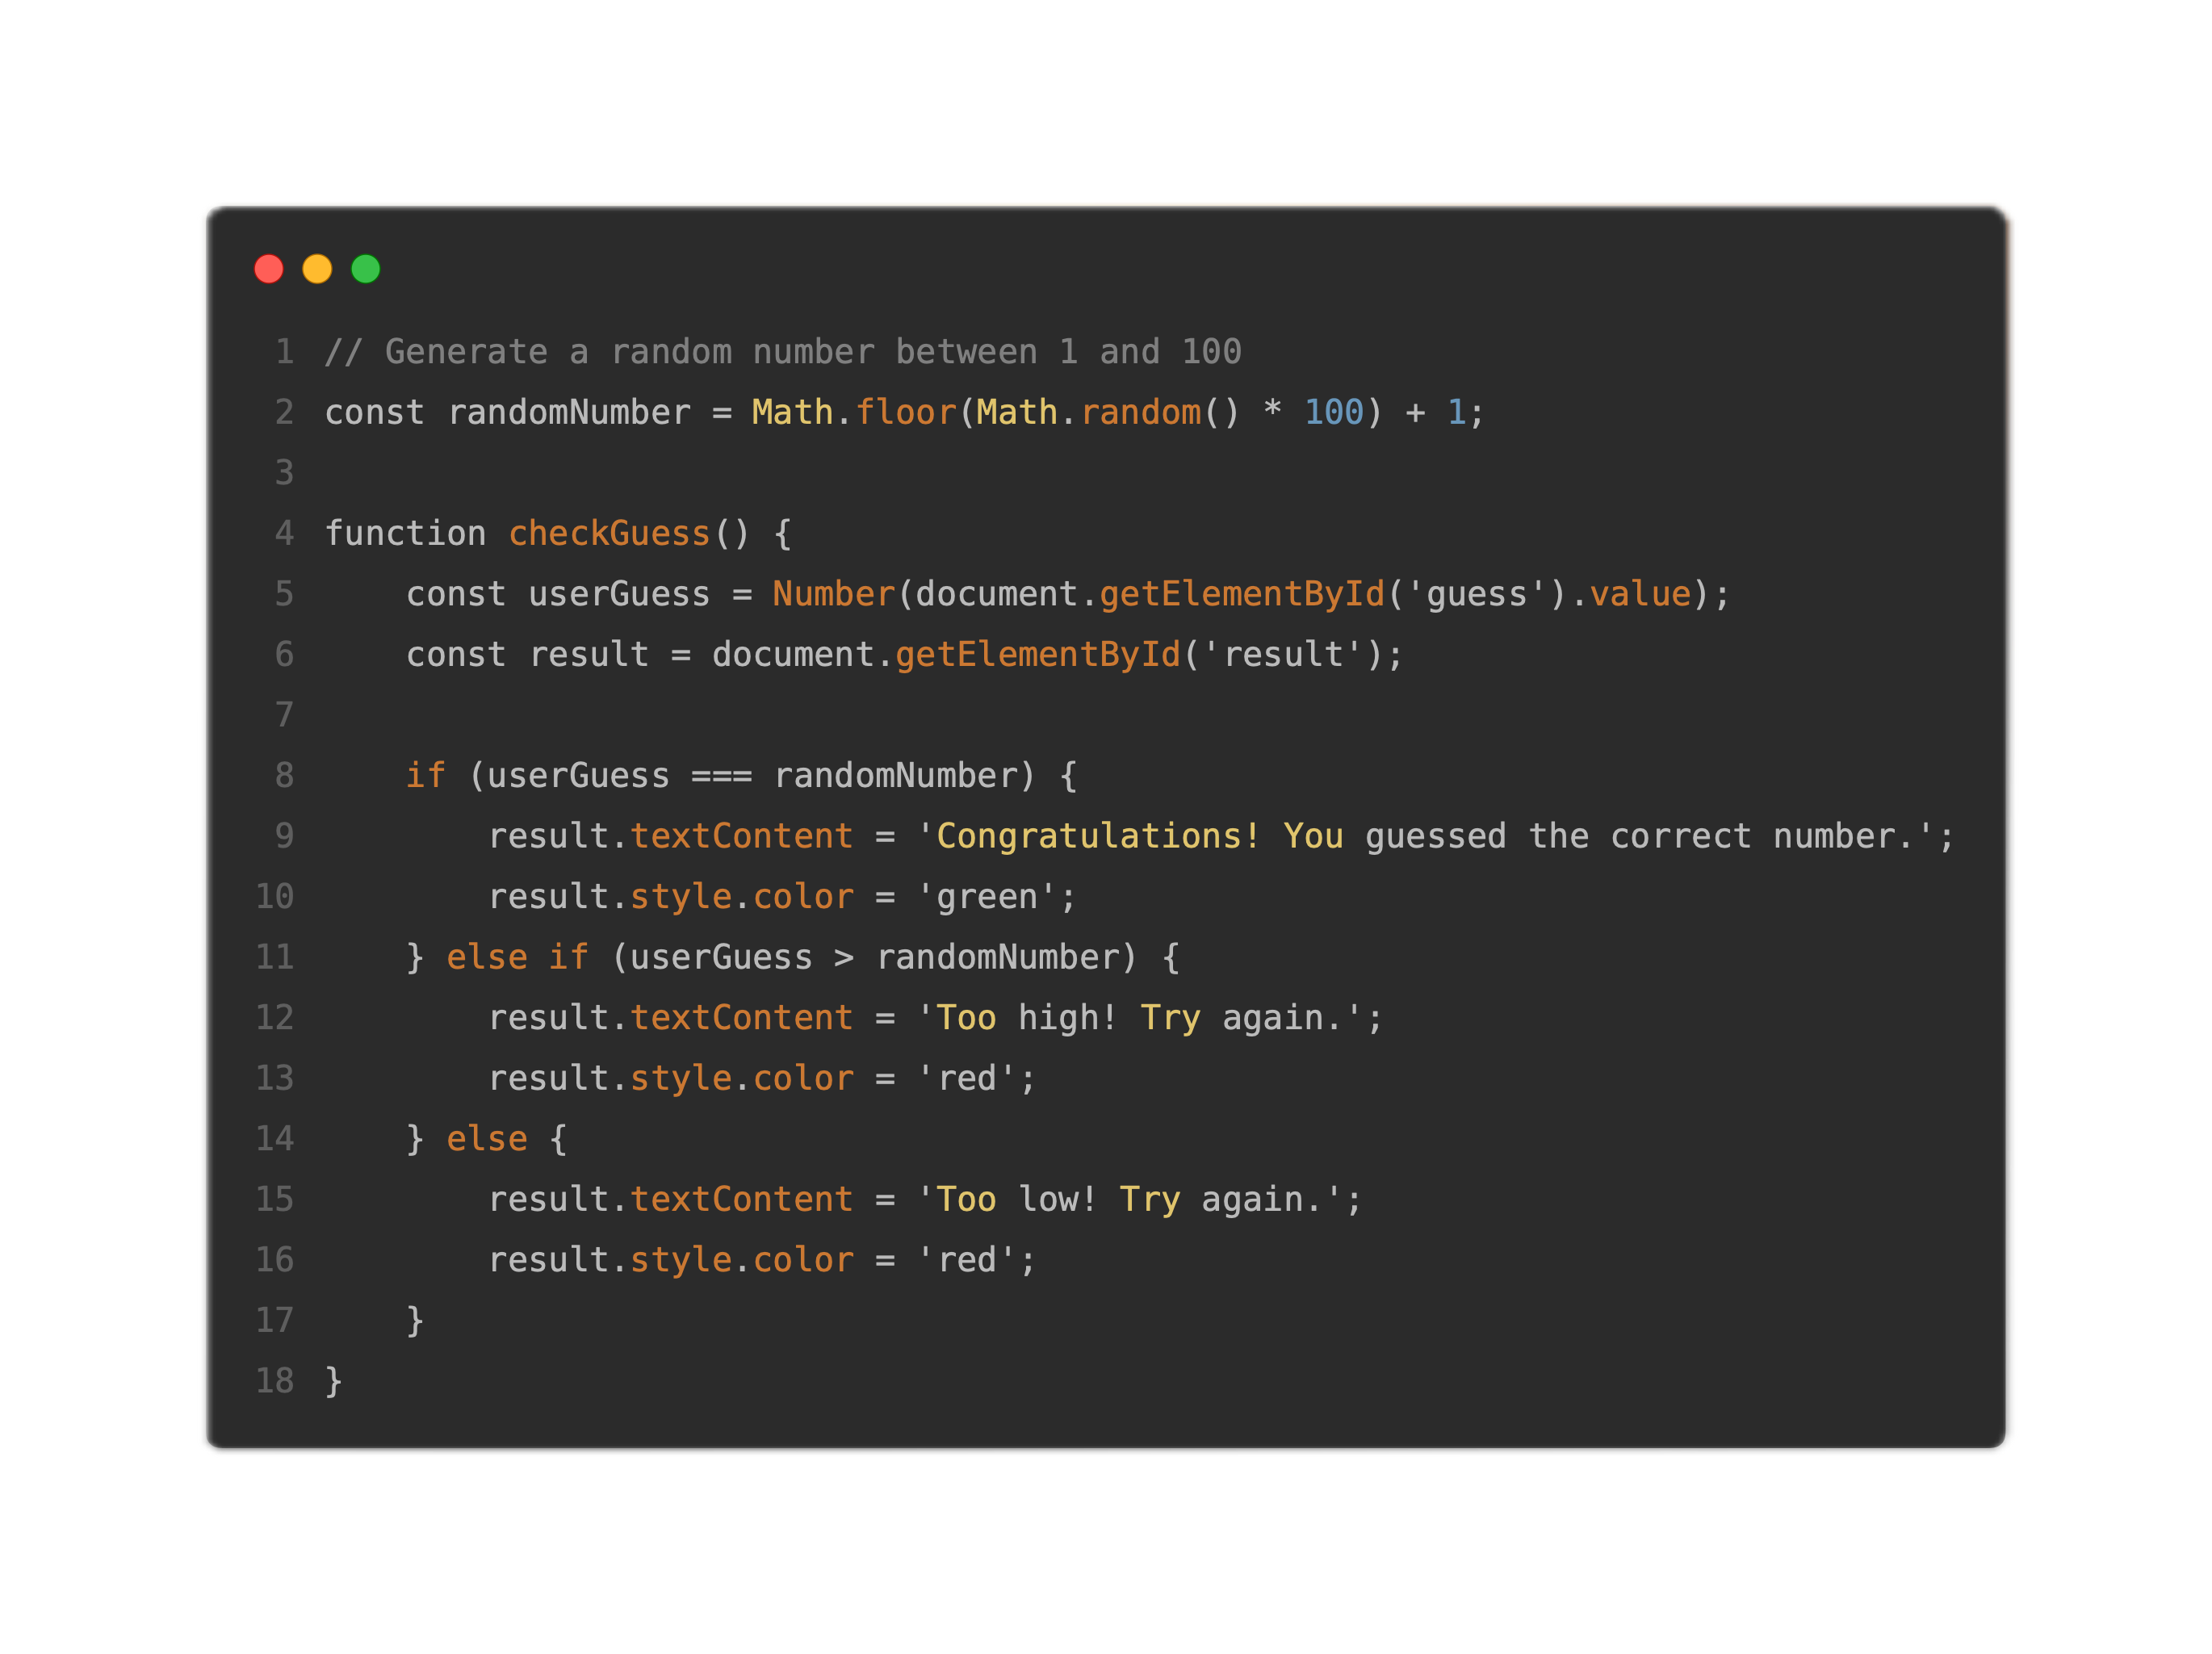 1 // Generate a random number between 1 and 100
2 const randomNumber = Math.floor(Math.random() * 100) + 1;
3
4 function checkGuess() {
5     const userGuess = Number(document.getElementById('guess').value);
6     const result = document.getElementById('result');
7
8     if (userGuess === randomNumber) {
9         result.textContent = 'Congratulations! You guessed the correct number.';
10         result.style.color = 'green';
11     } else if (userGuess > randomNumber) {
12         result.textContent = 'Too high! Try again.';
13         result.style.color = 'red';
14     } else {
15         result.textContent = 'Too low! Try again.';
16         result.style.color = 'red';
17     }
18 }